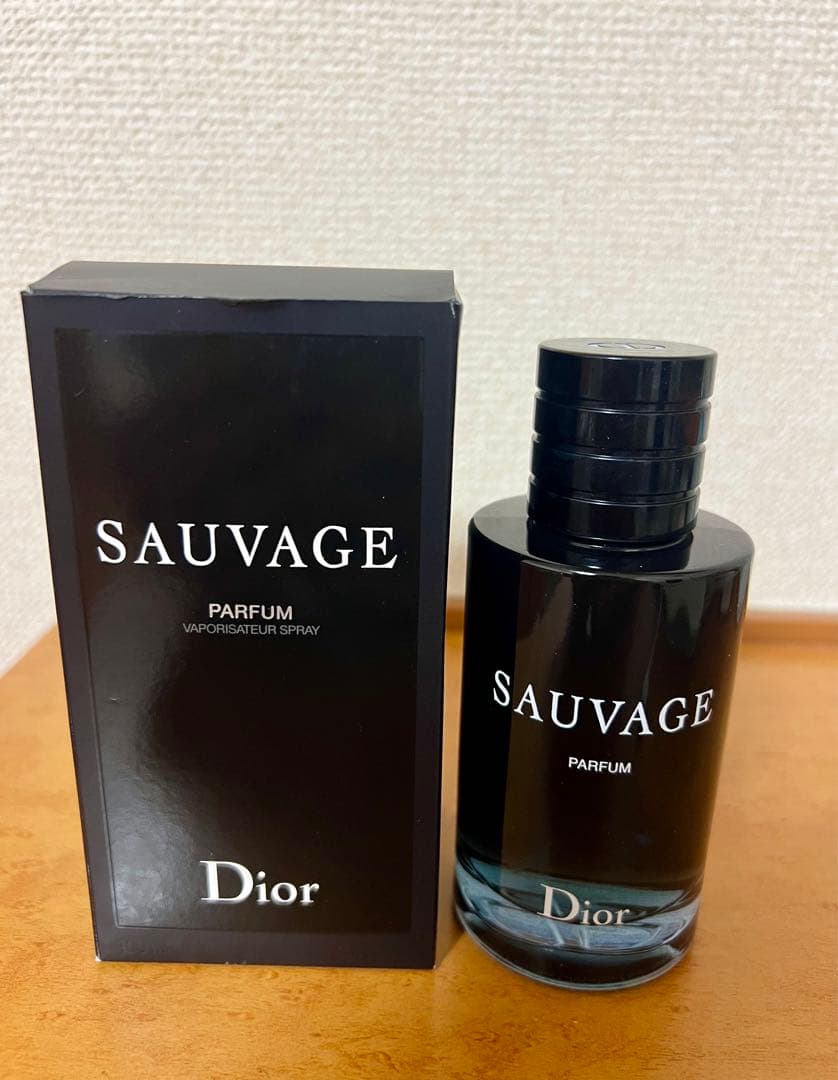 SAUVAGE
PARFUM
VAPORISATEUR SPRAY
Dior
SAUVAGE
PARFUM
Dior